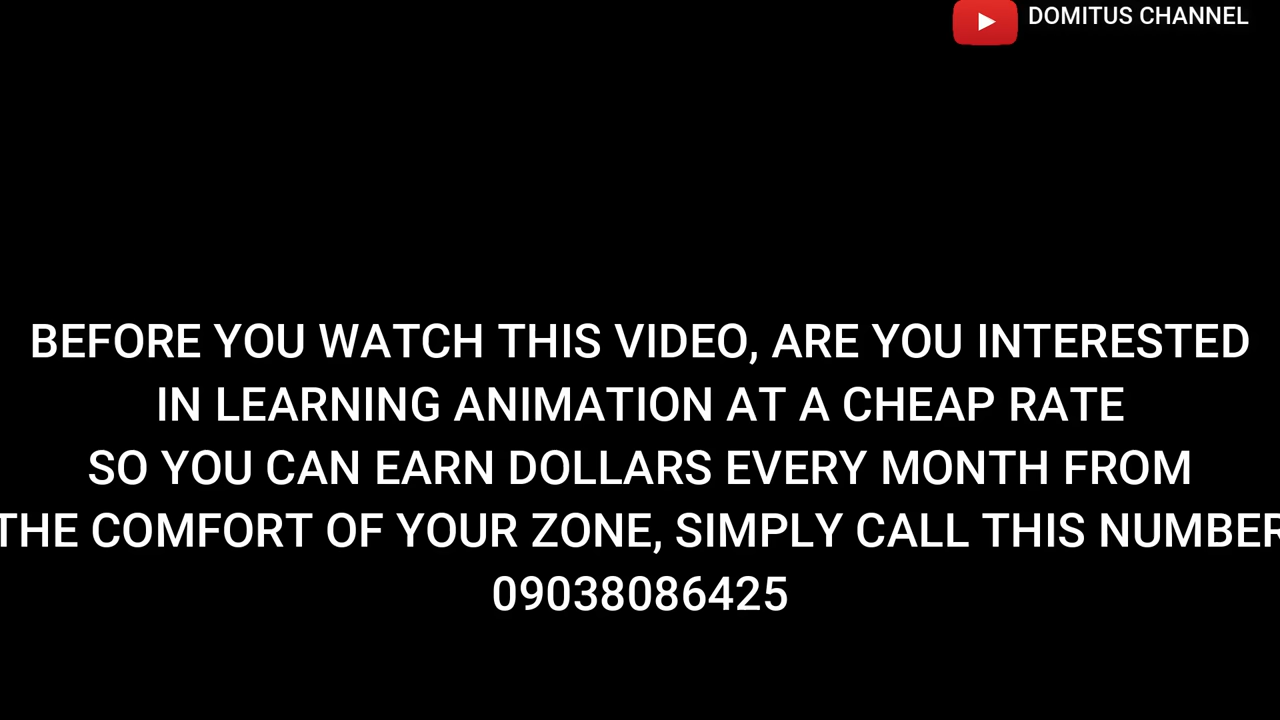 DOMITUS CHANNEL
BEFORE YOU WATCH THIS VIDEO, ARE YOU INTERESTED
IN LEARNING ANIMATION AT A CHEAP RATE
SO YOU CAN EARN DOLLARS EVERY MONTH FROM
THE COMFORT OF YOUR ZONE, SIMPLY CALL THIS NUMBER
09038086425